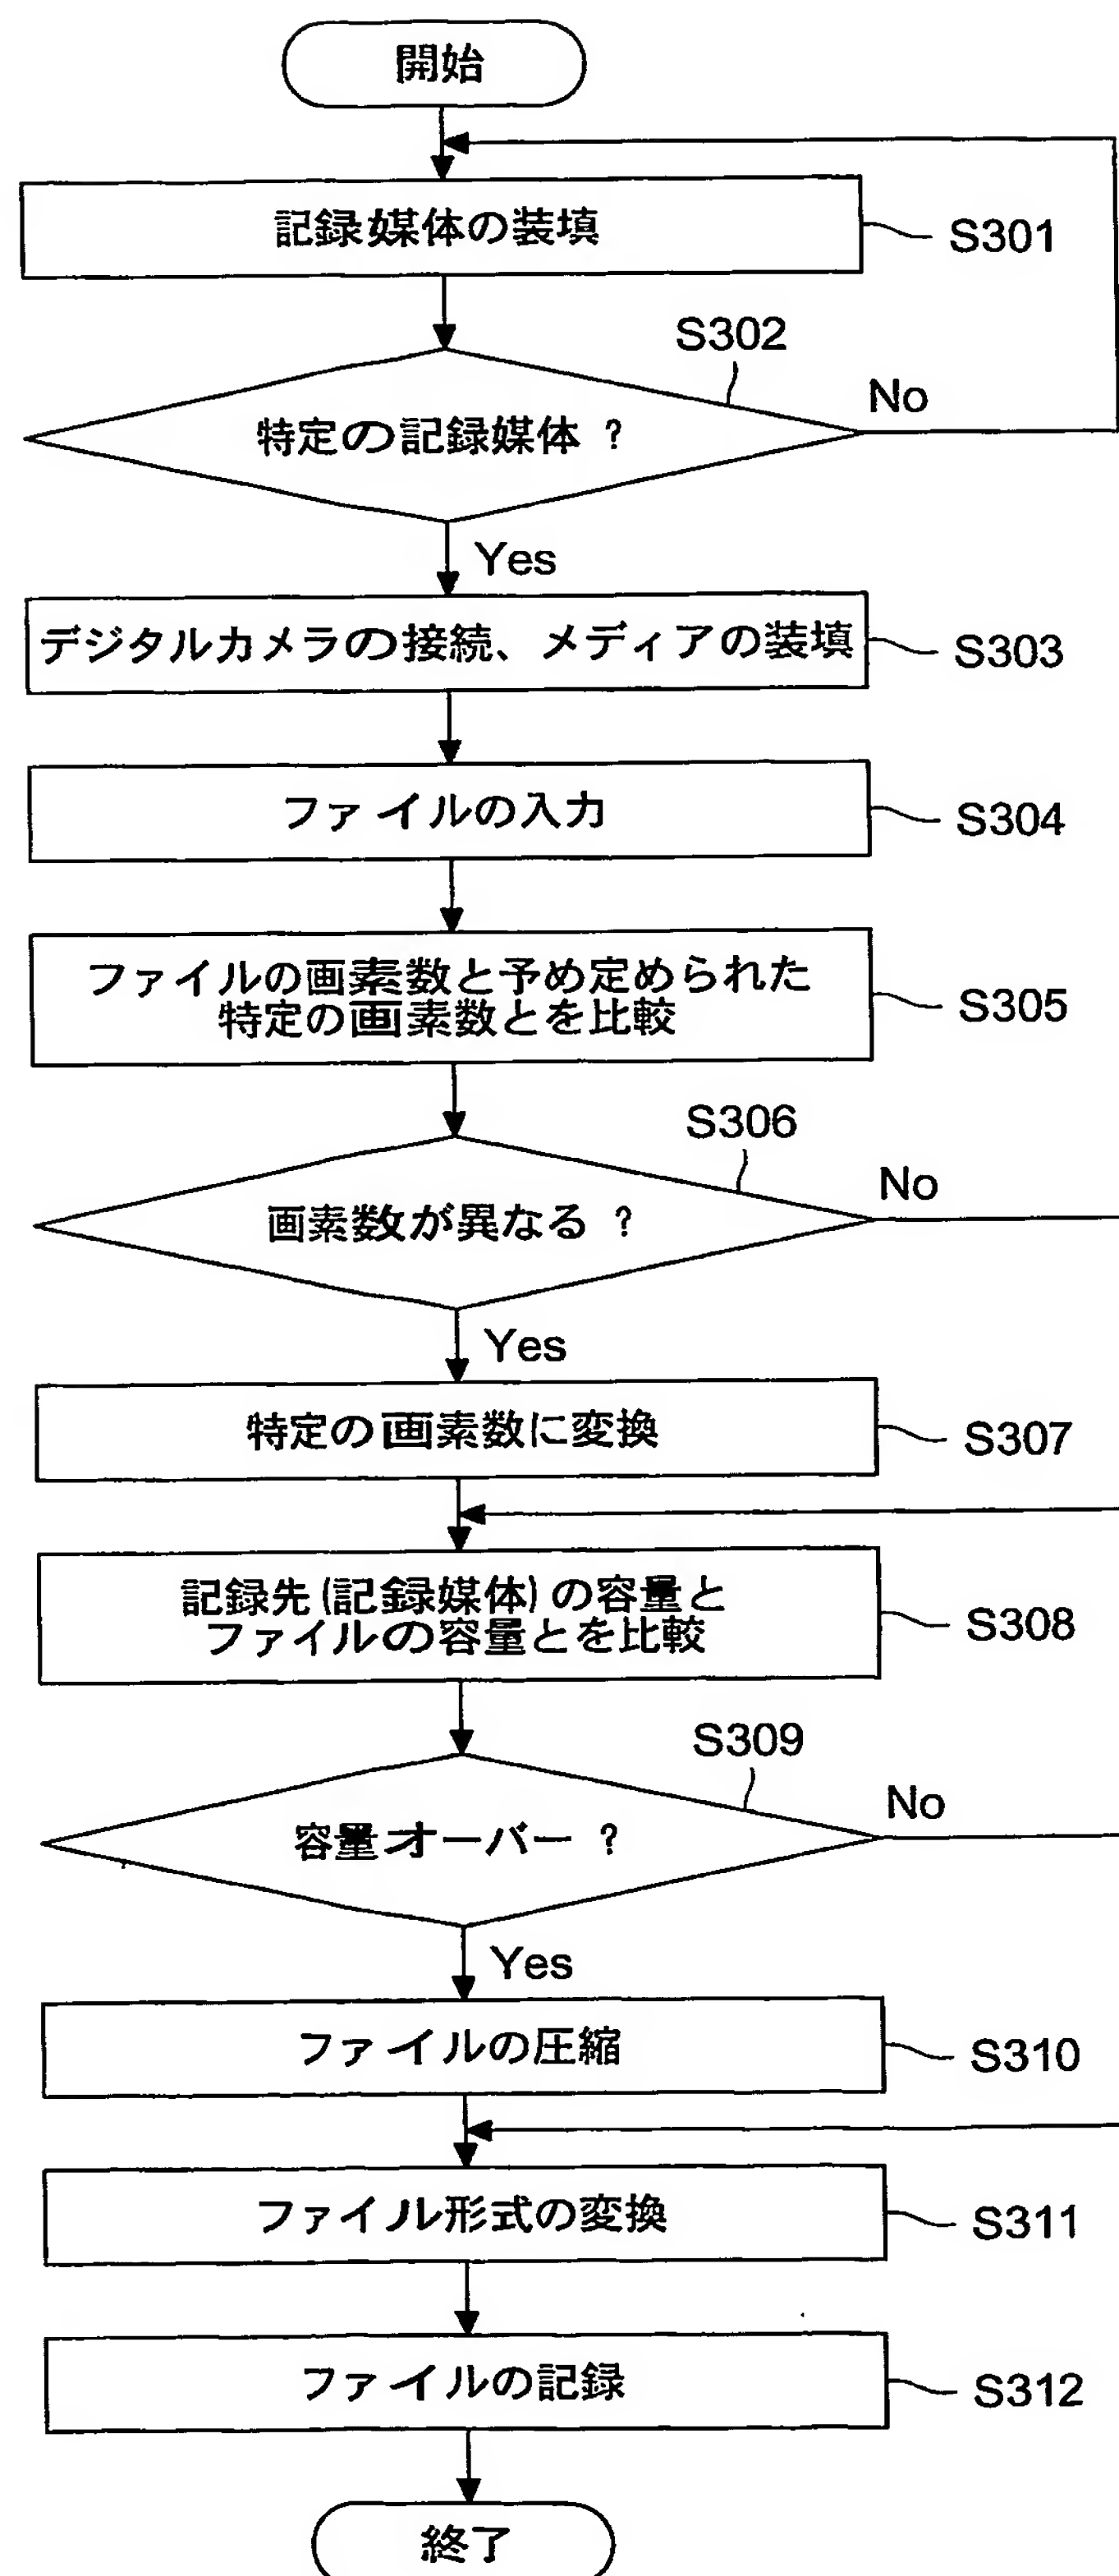 開始
記録媒体の装填
S301
S302
特定の記録媒体 ?
No
Yes
デジタルカメラの接続、メディアの装填
S303
ファイルの入力
S304
ファイルの画素数と予め定められた
特定の画素数とを比較
S305
S306
画素数が異なる ?
No
Yes
特定の画素数に変換
S307
記録先(記録媒体)の容量と
ファイルの容量とを比較
S308
S309
容量オーバー ?
No
Yes
ファイルの圧縮
S310
ファイル形式の変換
S311
ファイルの記録
S312
終了